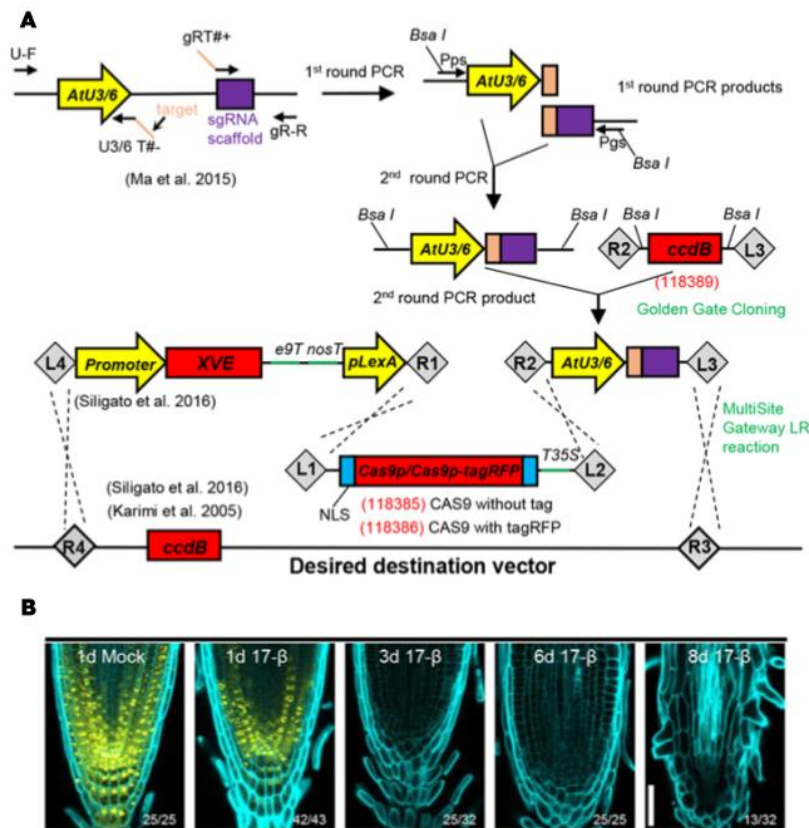 A
U-F
gRT#+
1st round PCR
AtU3/6
target
sgRNA
scaffold
U3/6 T#-
gR-R
(Ma et al. 2015)
Bsa I
Pps
AtU3/6
1st round PCR products
Pgs
Bsa I
2nd round PCR
Bsa I
AtU3/6
Bsa I
2nd round PCR product
Bsa I
Bsa I
R2
ccdB
L3
(118389)
Golden Gate Cloning
L4
Promoter
XVE
e9T nosT
pLexA
R1
(Siligato et al. 2016)
R2
AtU3/6
L3
MultiSite
Gateway LR
reaction
L1
Cas9p/Cas9p-tagRFP
T35S
L2
NLS
(118385) CAS9 without tag
(118386) CAS9 with tagRFP
(Siligato et al. 2016)
(Karimi et al. 2005)
R4
ccdB
R3
Desired destination vector
B
1d Mock
1d 17-β
3d 17-β
6d 17-β
8d 17-β
25/25
42/43
25/32
26/26
13/32